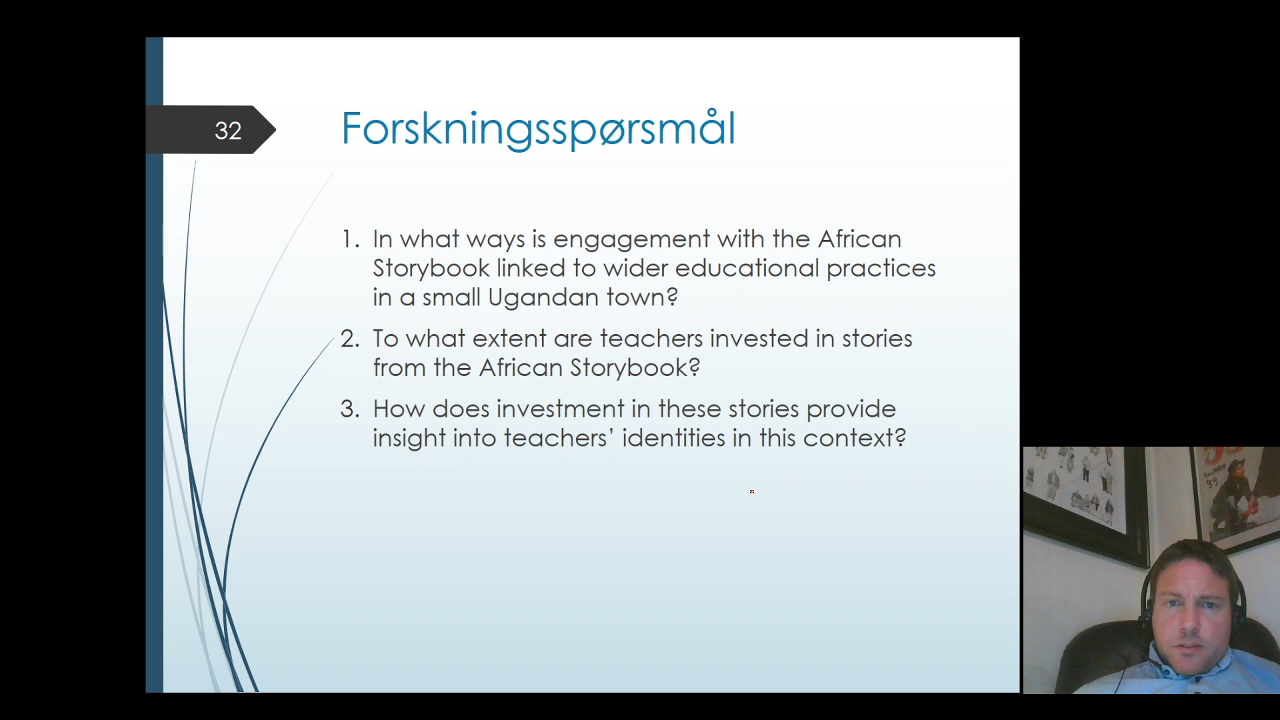 32
Forskningsspørsmål
1. In what ways is engagement with the African
Storybook linked to wider educational practices
in a small Ugandan town?
2. To what extent are teachers invested in stories
from the African Storybook?
3. How does investment in these stories provide
insight into teachers’ identities in this context?